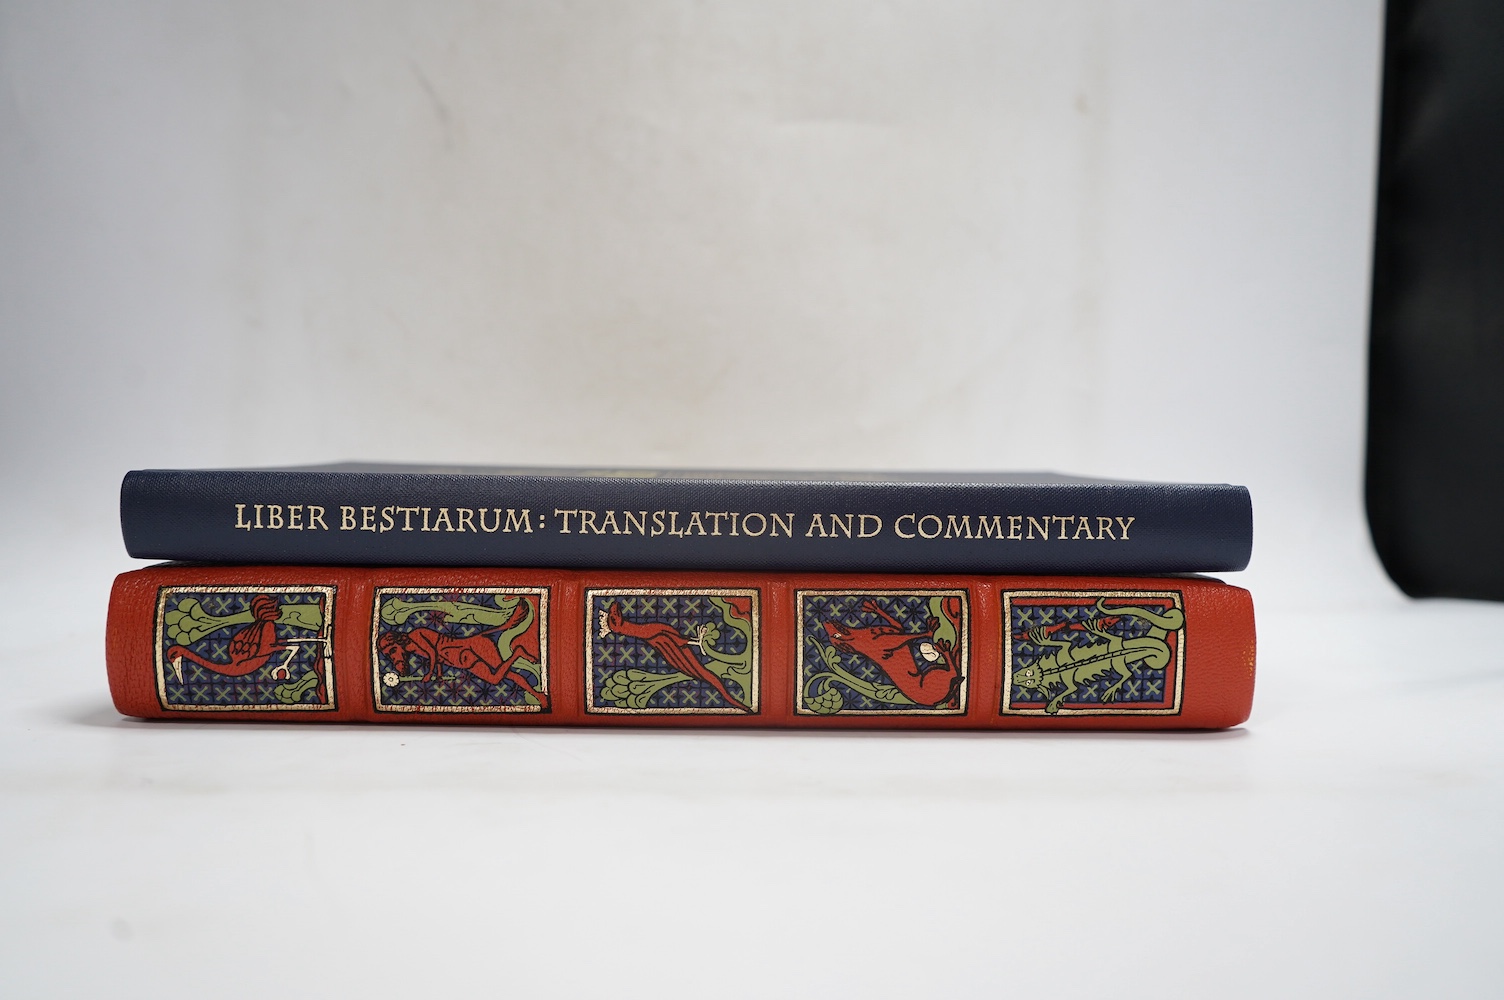 LIBER BESTIARUM: TRANSLATION AND COMMENTARY